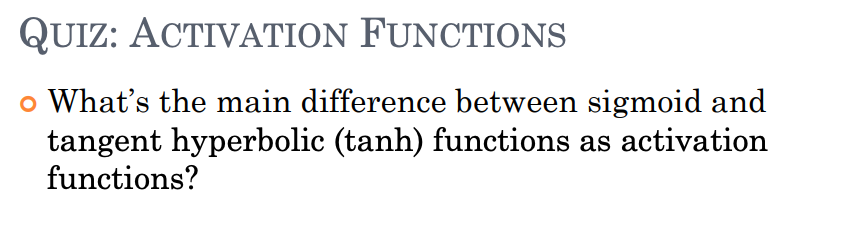 QUIZ: ACTIVATION FUNCTIONS
What's the main difference between sigmoid and
tangent hyperbolic (tanh) functions as activation
functions?